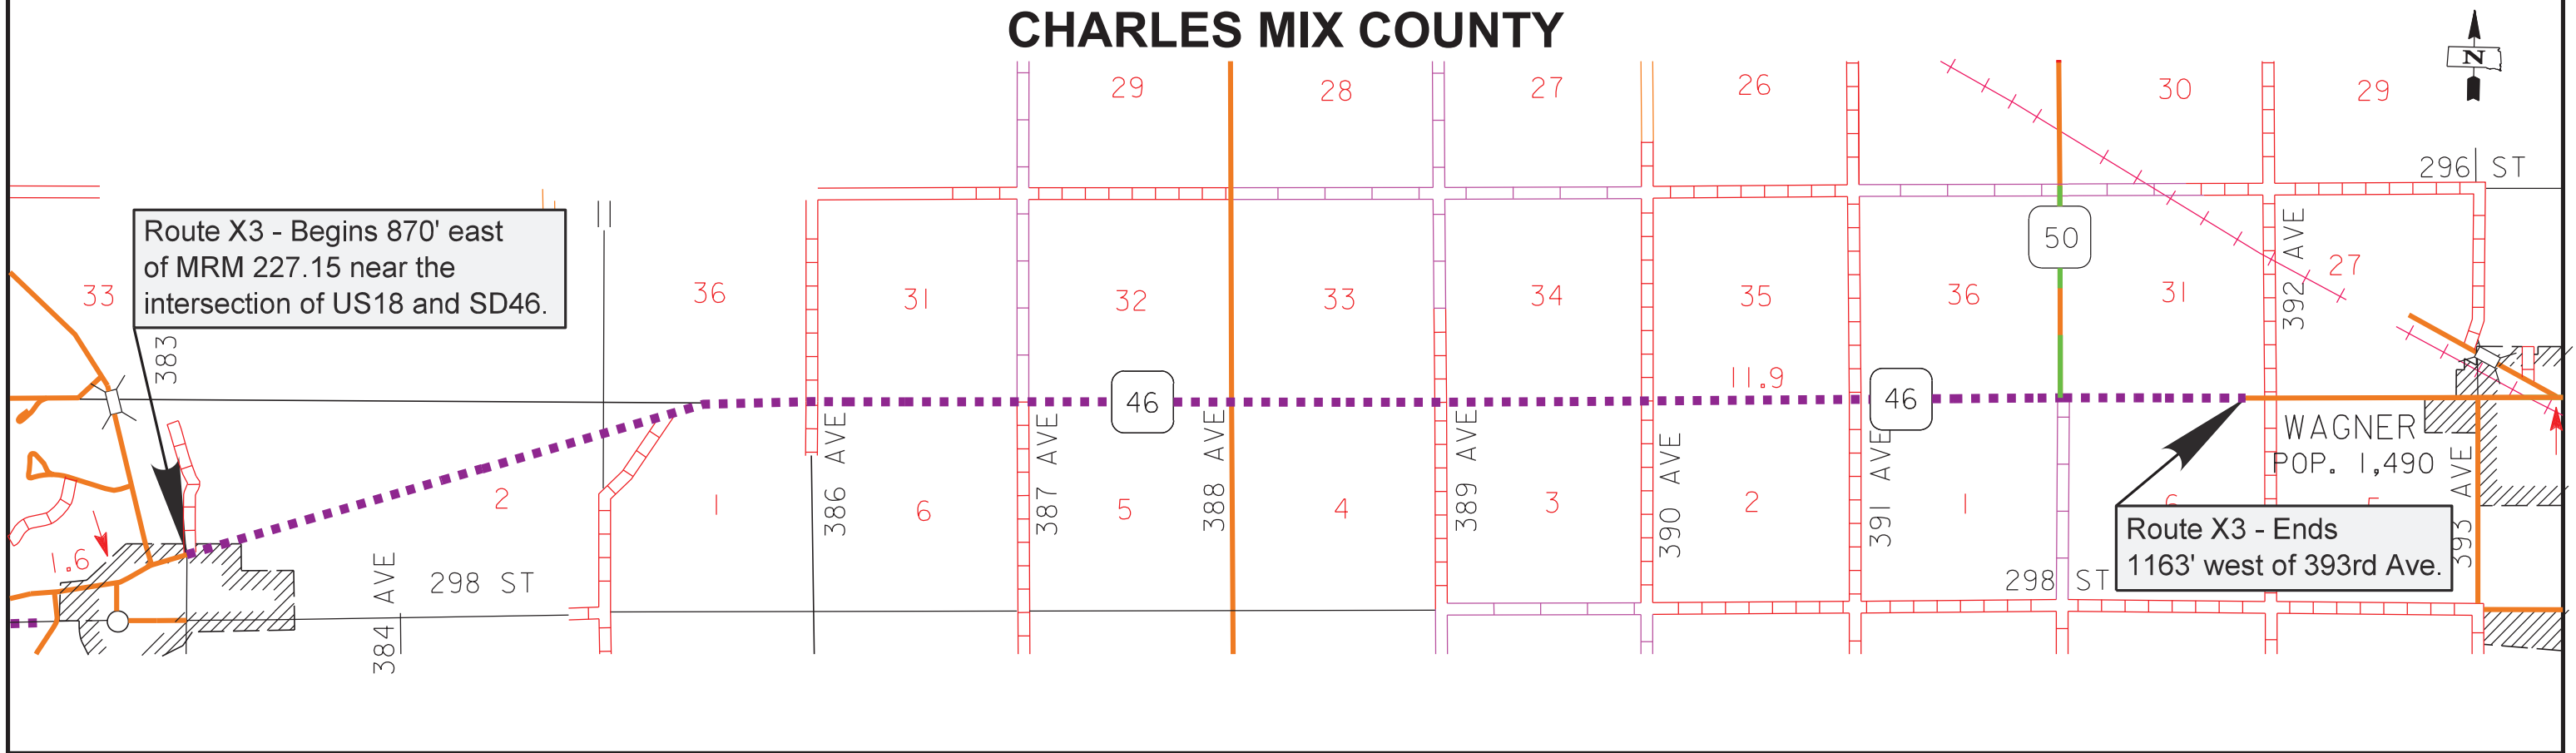 CHARLES MIX COUNTY
N
29
28
27
26
30
29
296 ST
Route X3 - Begins 870' east
of MRM 227.15 near the
intersection of US18 and SD46.
33
383
36
31
32
33
34
35
36
50
31
392 AVE
27
11.9
46
46
WAGNER
POP. 1,490
386 AVE
387 AVE
388 AVE
389 AVE
390 AVE
391 AVE
393 AVE
2
1
6
5
4
3
2
1
6
Route X3 - Ends
1163' west of 393rd Ave.
1.6
384 AVE
298 ST
298 ST